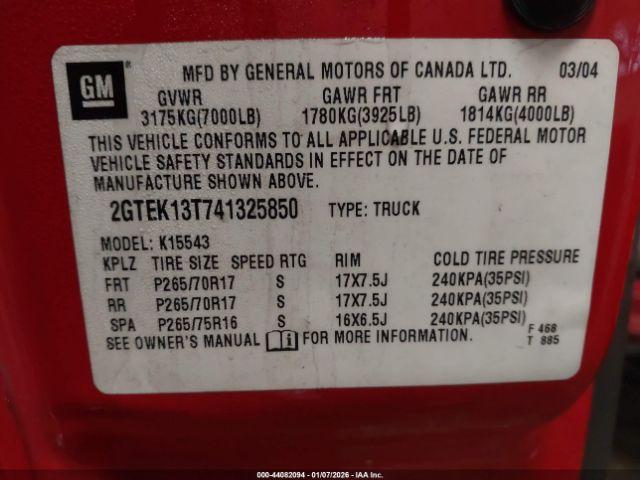 GM
MFD BY GENERAL MOTORS OF CANADA LTD. 03/04
GVWR GAWR FRT GAWR RR
3175KG(7000LB) 1780KG(3925LB) 1814KG(4000LB)
THIS VEHICLE CONFORMS TO ALL APPLICABLE U.S. FEDERAL MOTOR
VEHICLE SAFETY STANDARDS IN EFFECT ON THE DATE OF
MANUFACTURE SHOWN ABOVE.
2GTEK13T741325850 TYPE: TRUCK
MODEL: K15543
KPLZ TIRE SIZE SPEED RTG RIM COLD TIRE PRESSURE
FRT P265/70R17 S 17X7.5J 240KPA(35PSI)
RR P265/70R17 S 17X7.5J 240KPA(35PSI)
SPA P265/75R16 S 16X6.5J 240KPA(35PSI)
SEE OWNER'S MANUAL FOR MORE INFORMATION.
F 468
T 885
000-44082094 | 01/07/2026 - IAA Inc.